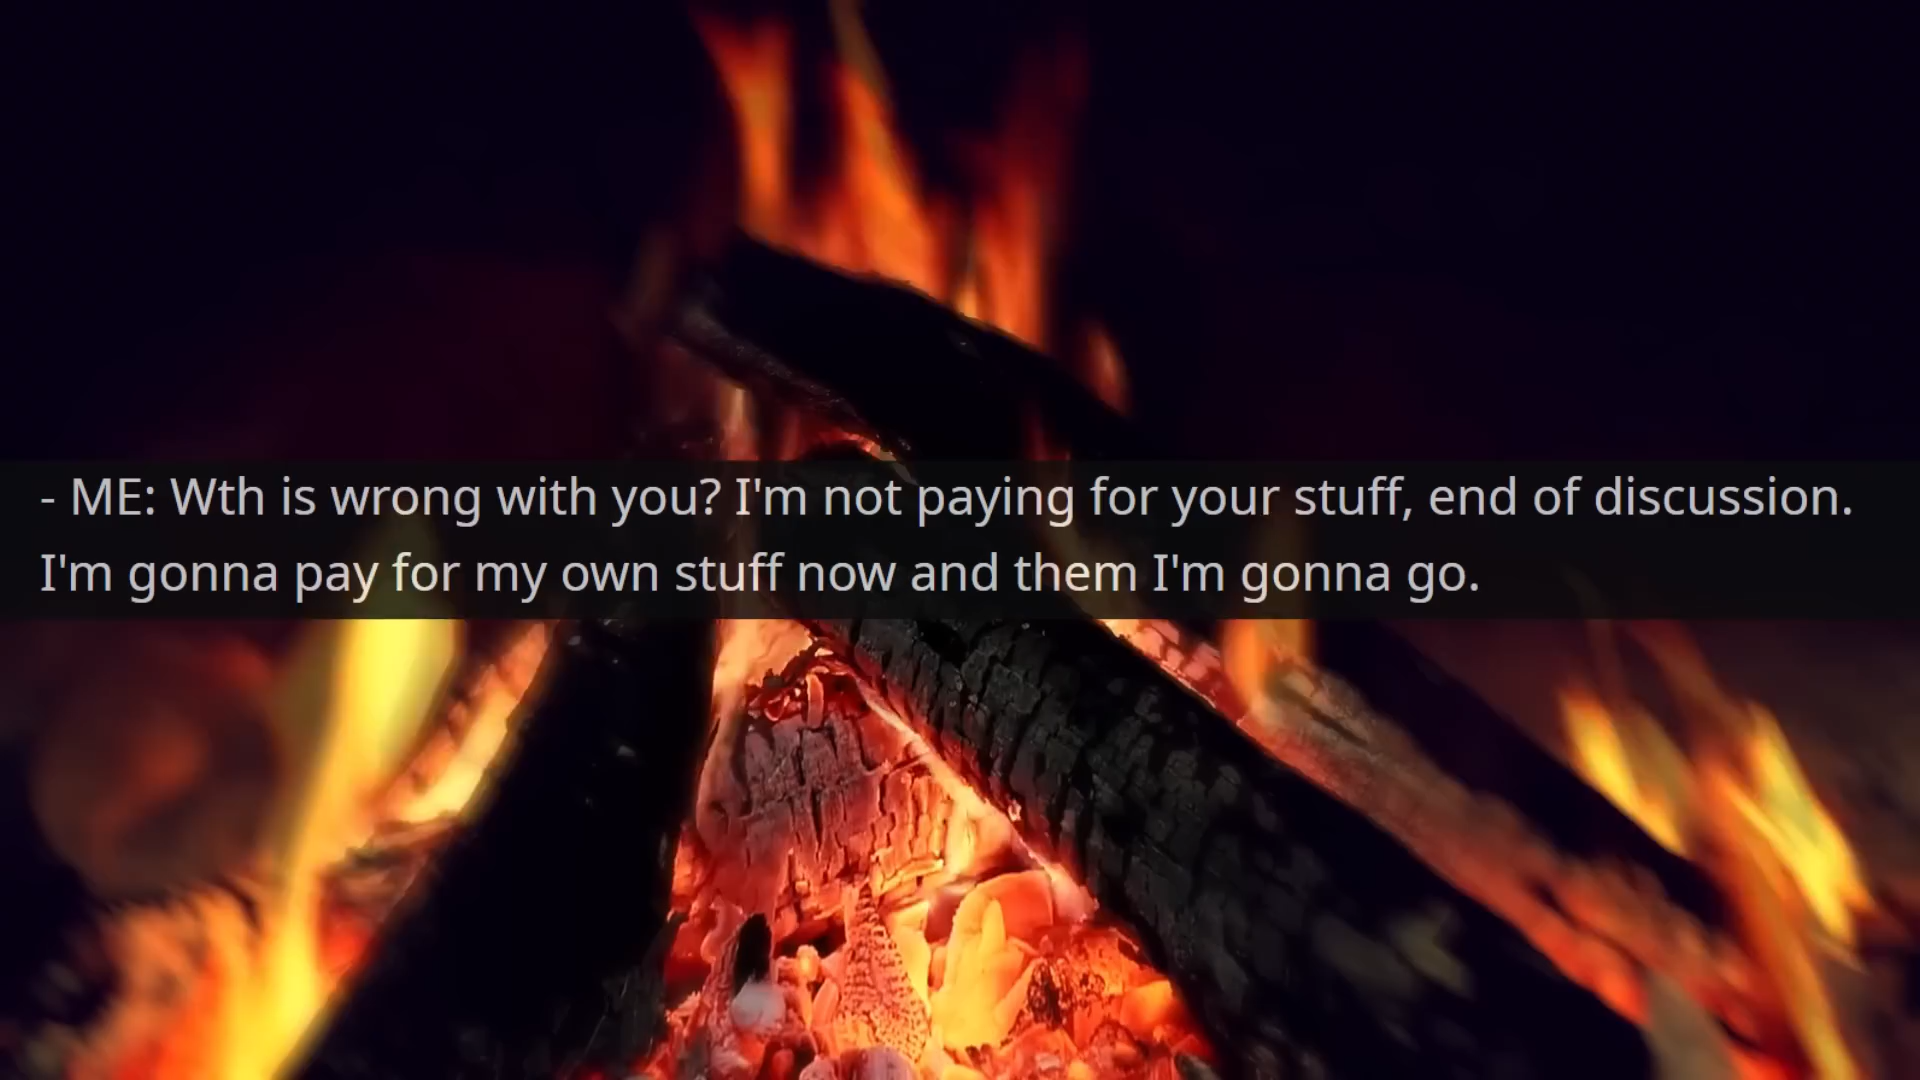 - ME: Wth is wrong with you? I'm not paying for your stuff, end of discussion.
I'm gonna pay for my own stuff now and them I'm gonna go.